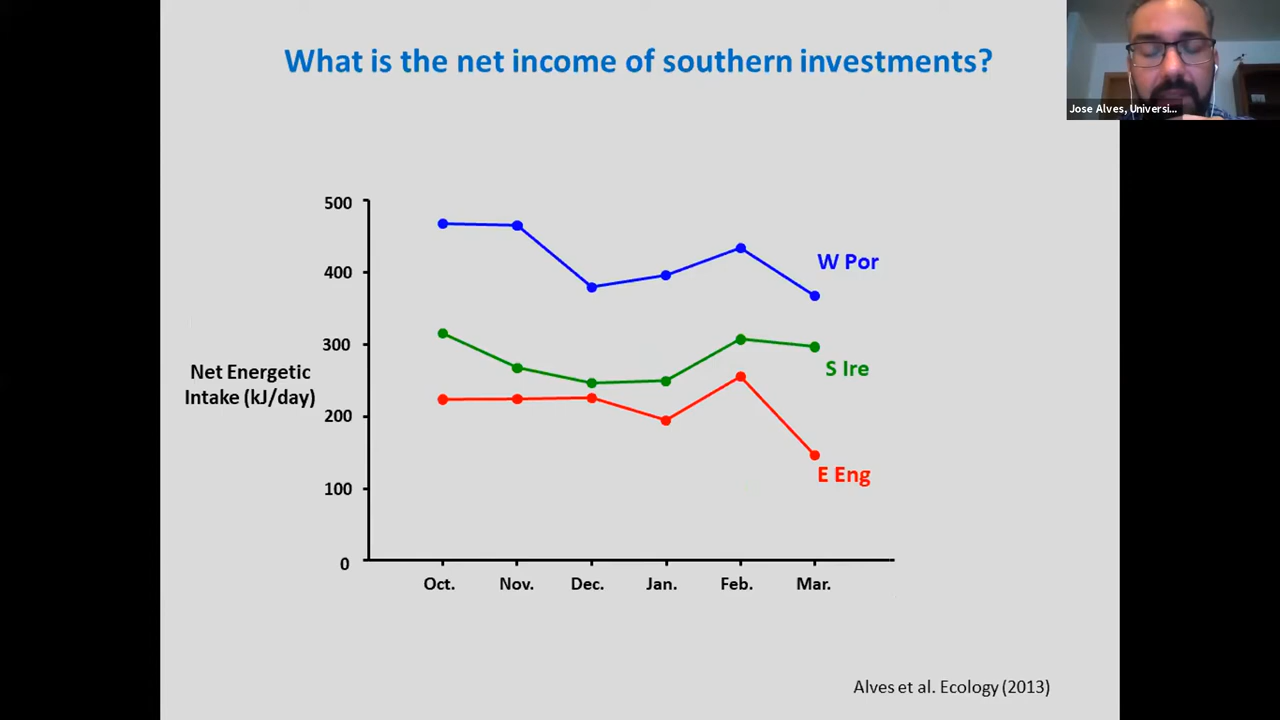 What is the net income of southern investments?
Jose Alves, Universi...
500
400
300
200
100
0
Net Energetic
Intake (kJ/day)
W Por
S Ire
E Eng
Oct. Nov. Dec. Jan. Feb. Mar.
Alves et al. Ecology (2013)